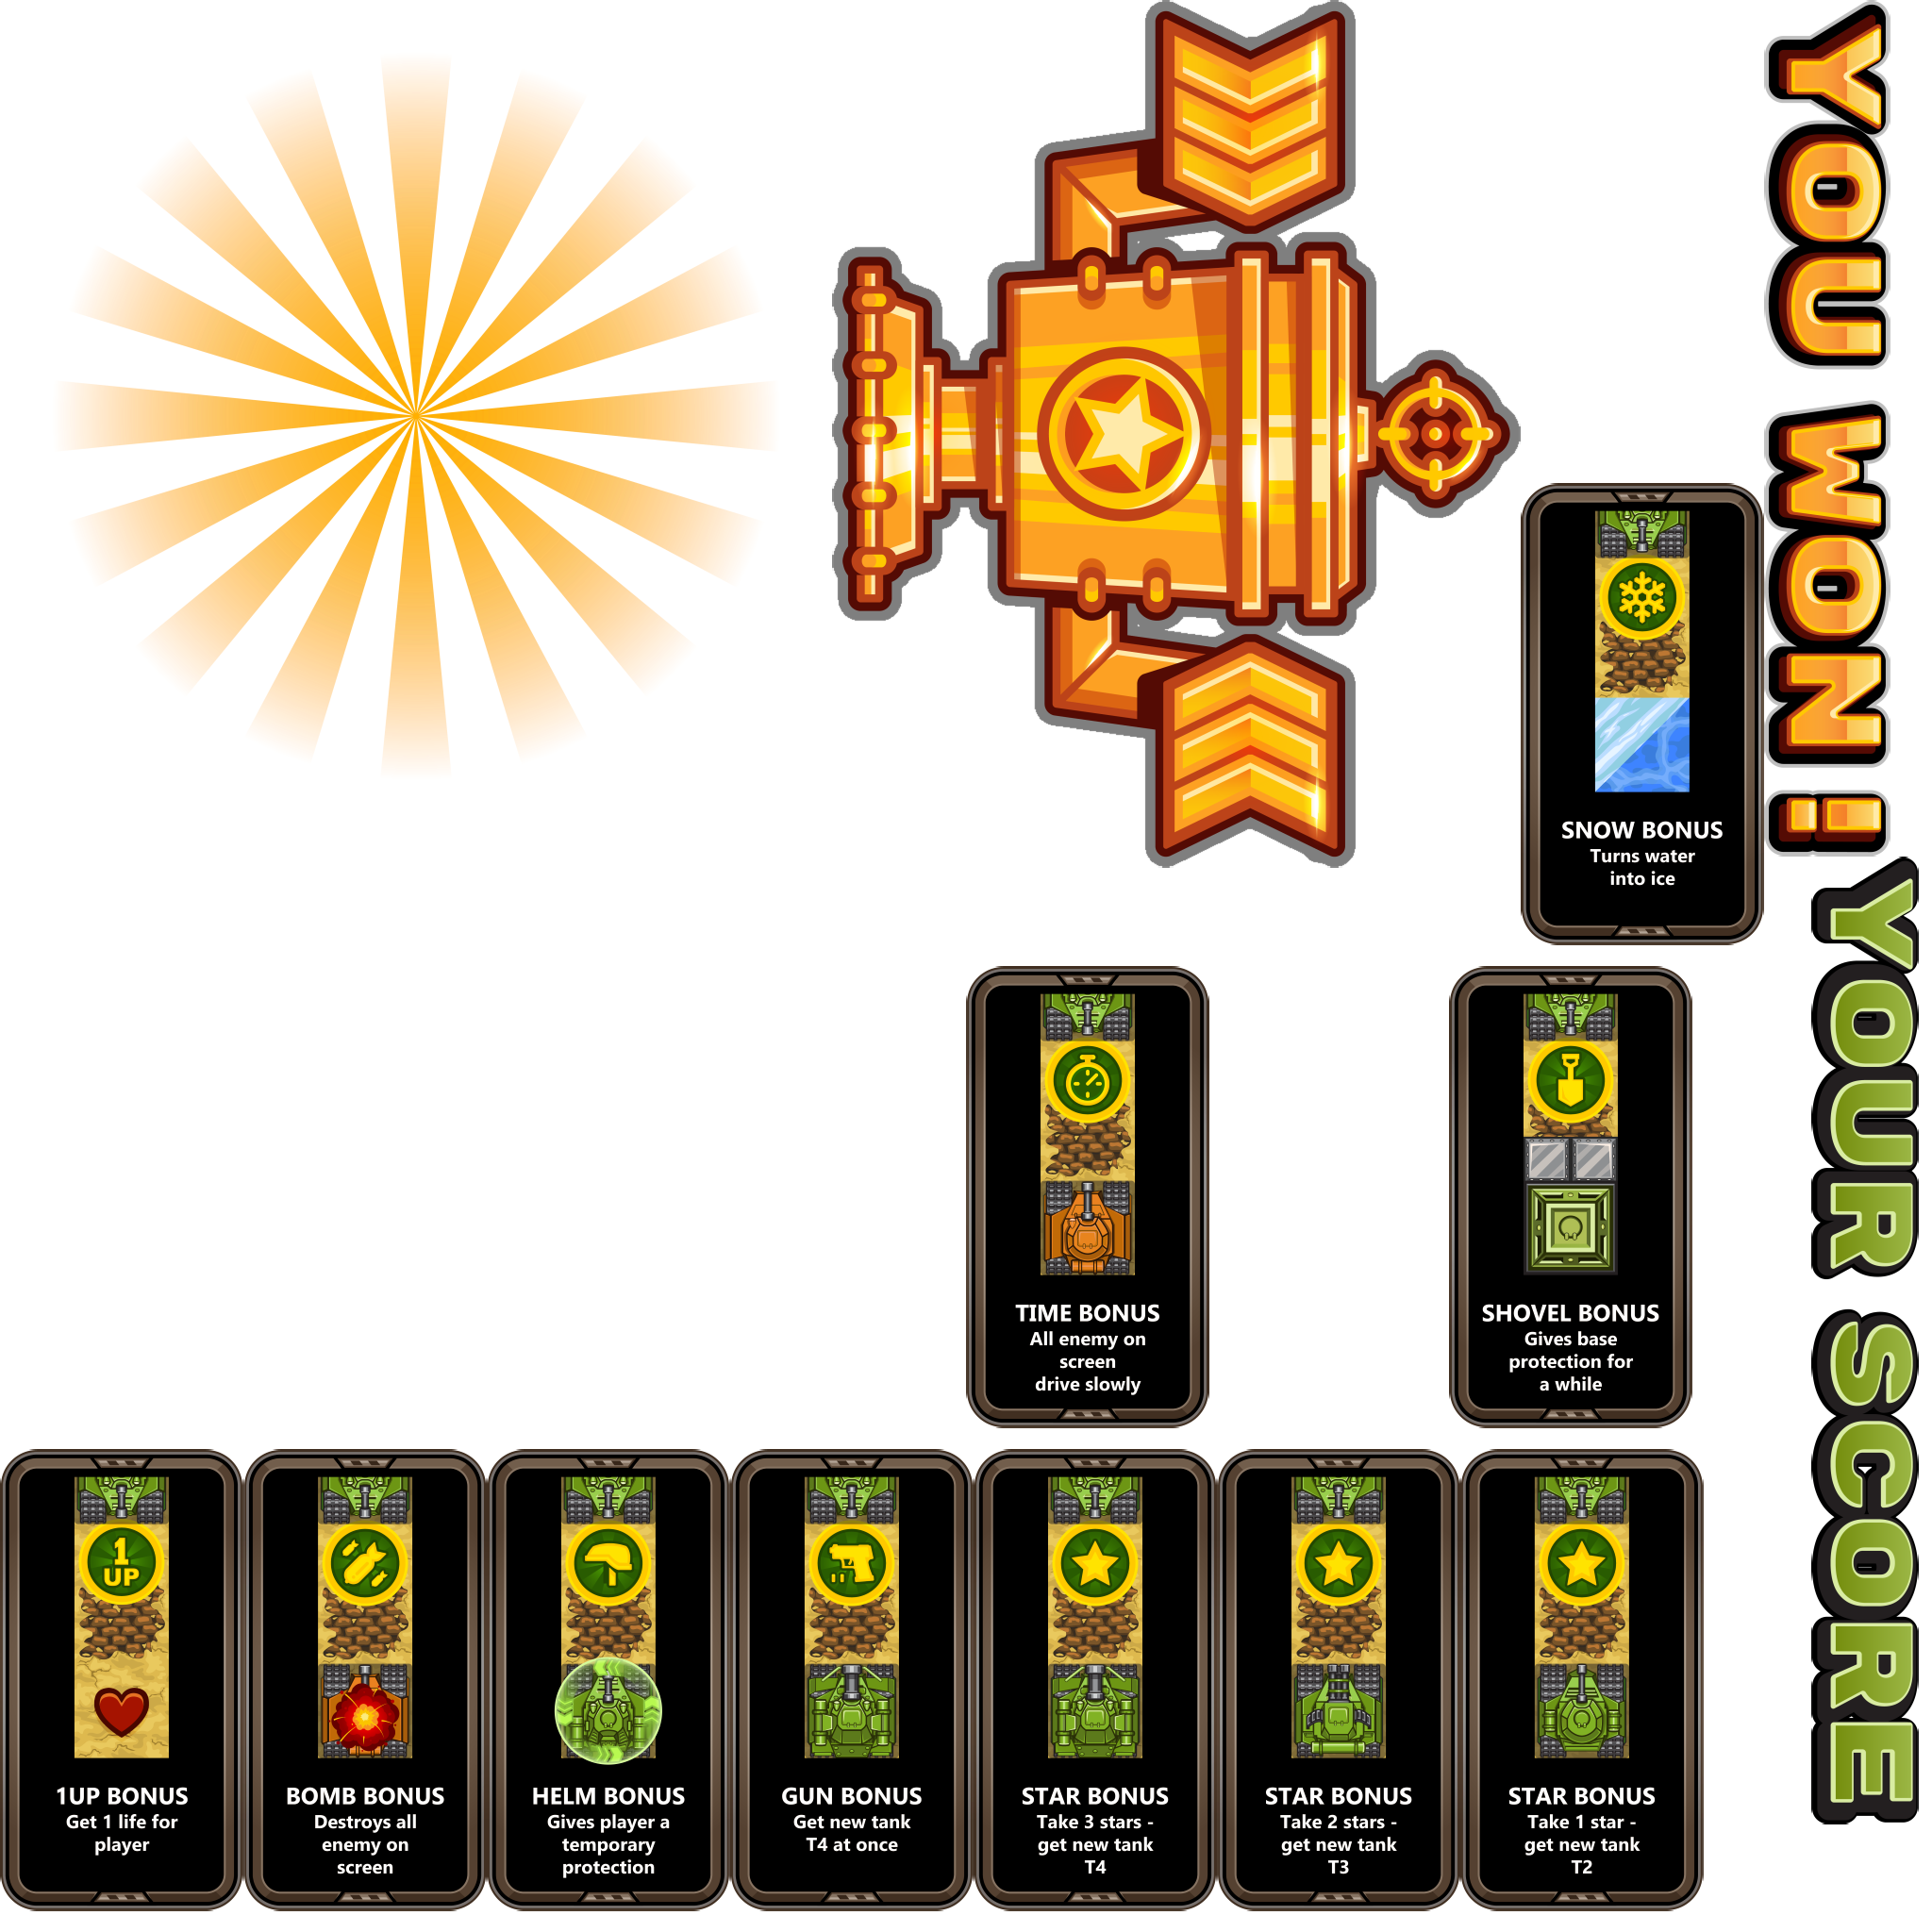 YOU WON!
SNOW BONUS
Turns water
into ice
YOUR SCORE
TIME BONUS
All enemy on
screen
drive slowly
SHOVEL BONUS
Gives base
protection for
a while
1
UP
1UP BONUS
Get 1 life for
player
BOMB BONUS
Destroys all
enemy on
screen
HELM BONUS
Gives player a
temporary
protection
GUN BONUS
Get new tank
T4 at once
STAR BONUS
Take 3 stars -
get new tank
T4
STAR BONUS
Take 2 stars -
get new tank
T3
STAR BONUS
Take 1 star -
get new tank
T2